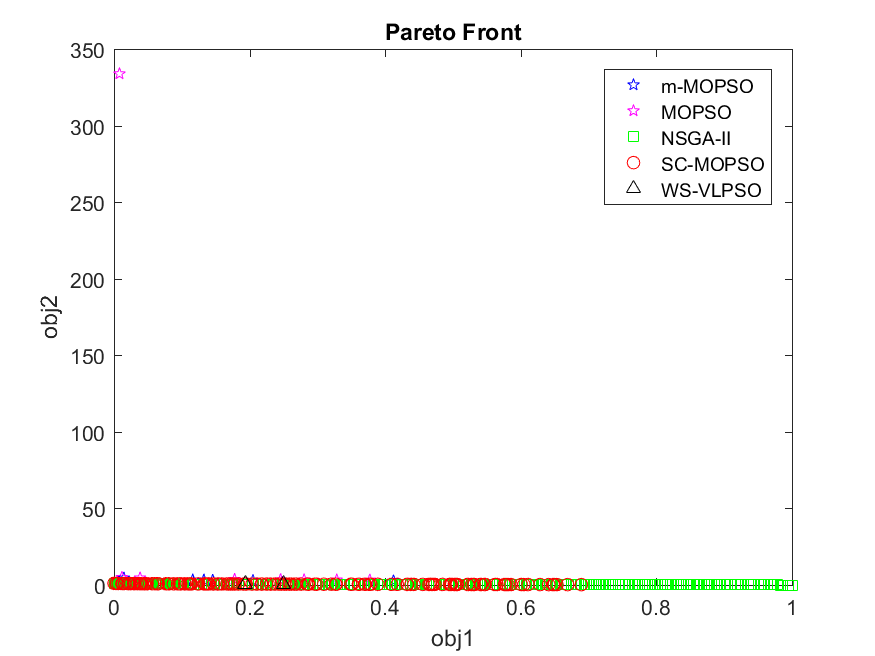 Pareto Front
350
300
250
200
150
100
50
0
obj2
m-MOPSO
MOPSO
NSGA-II
SC-MOPSO
WS-VLPSO
0 0.2 0.4 0.6 0.8 1
obj1